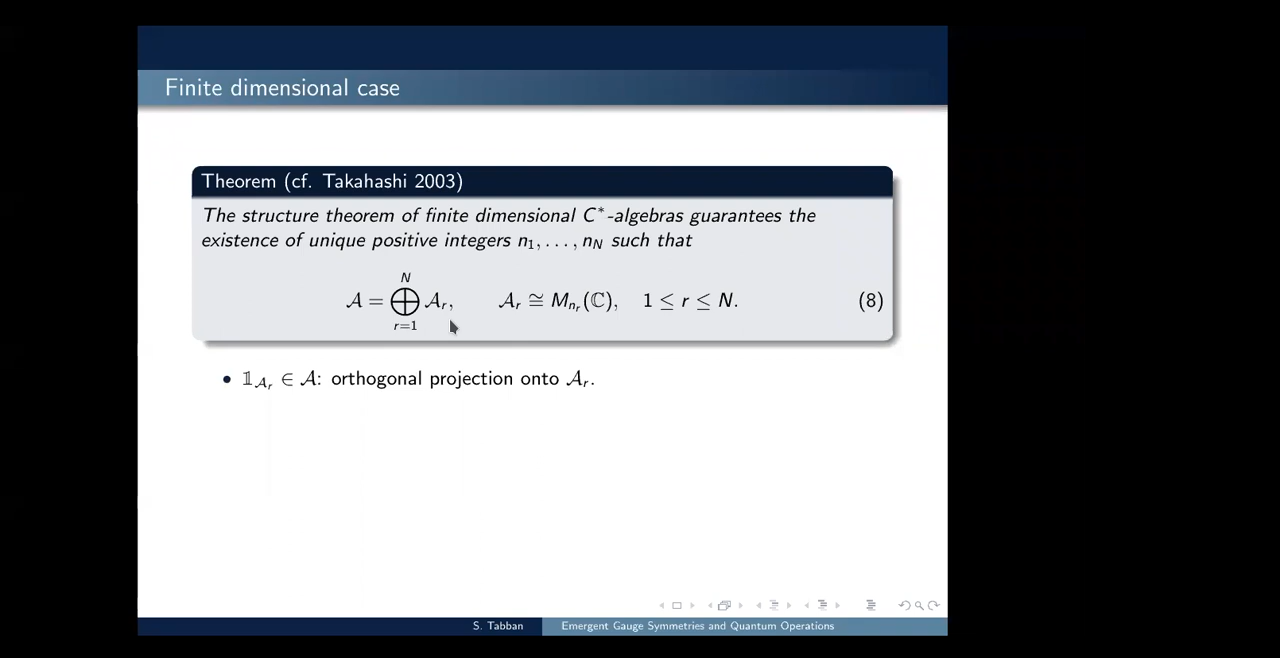 Finite dimensional case
Theorem (cf. Takahashi 2003)
The structure theorem of finite dimensional C*-algebras guarantees the
existence of unique positive integers n₁, . . . , n_N such that
𝒜 = ⨁_{r=1}^{N} 𝒜_r,   𝒜_r ≅ M_{n_r}(ℂ),   1 ≤ r ≤ N.   (8)
• 𝟙_{𝒜_r} ∈ 𝒜: orthogonal projection onto 𝒜_r.
S. Tabban   Emergent Gauge Symmetries and Quantum Operations